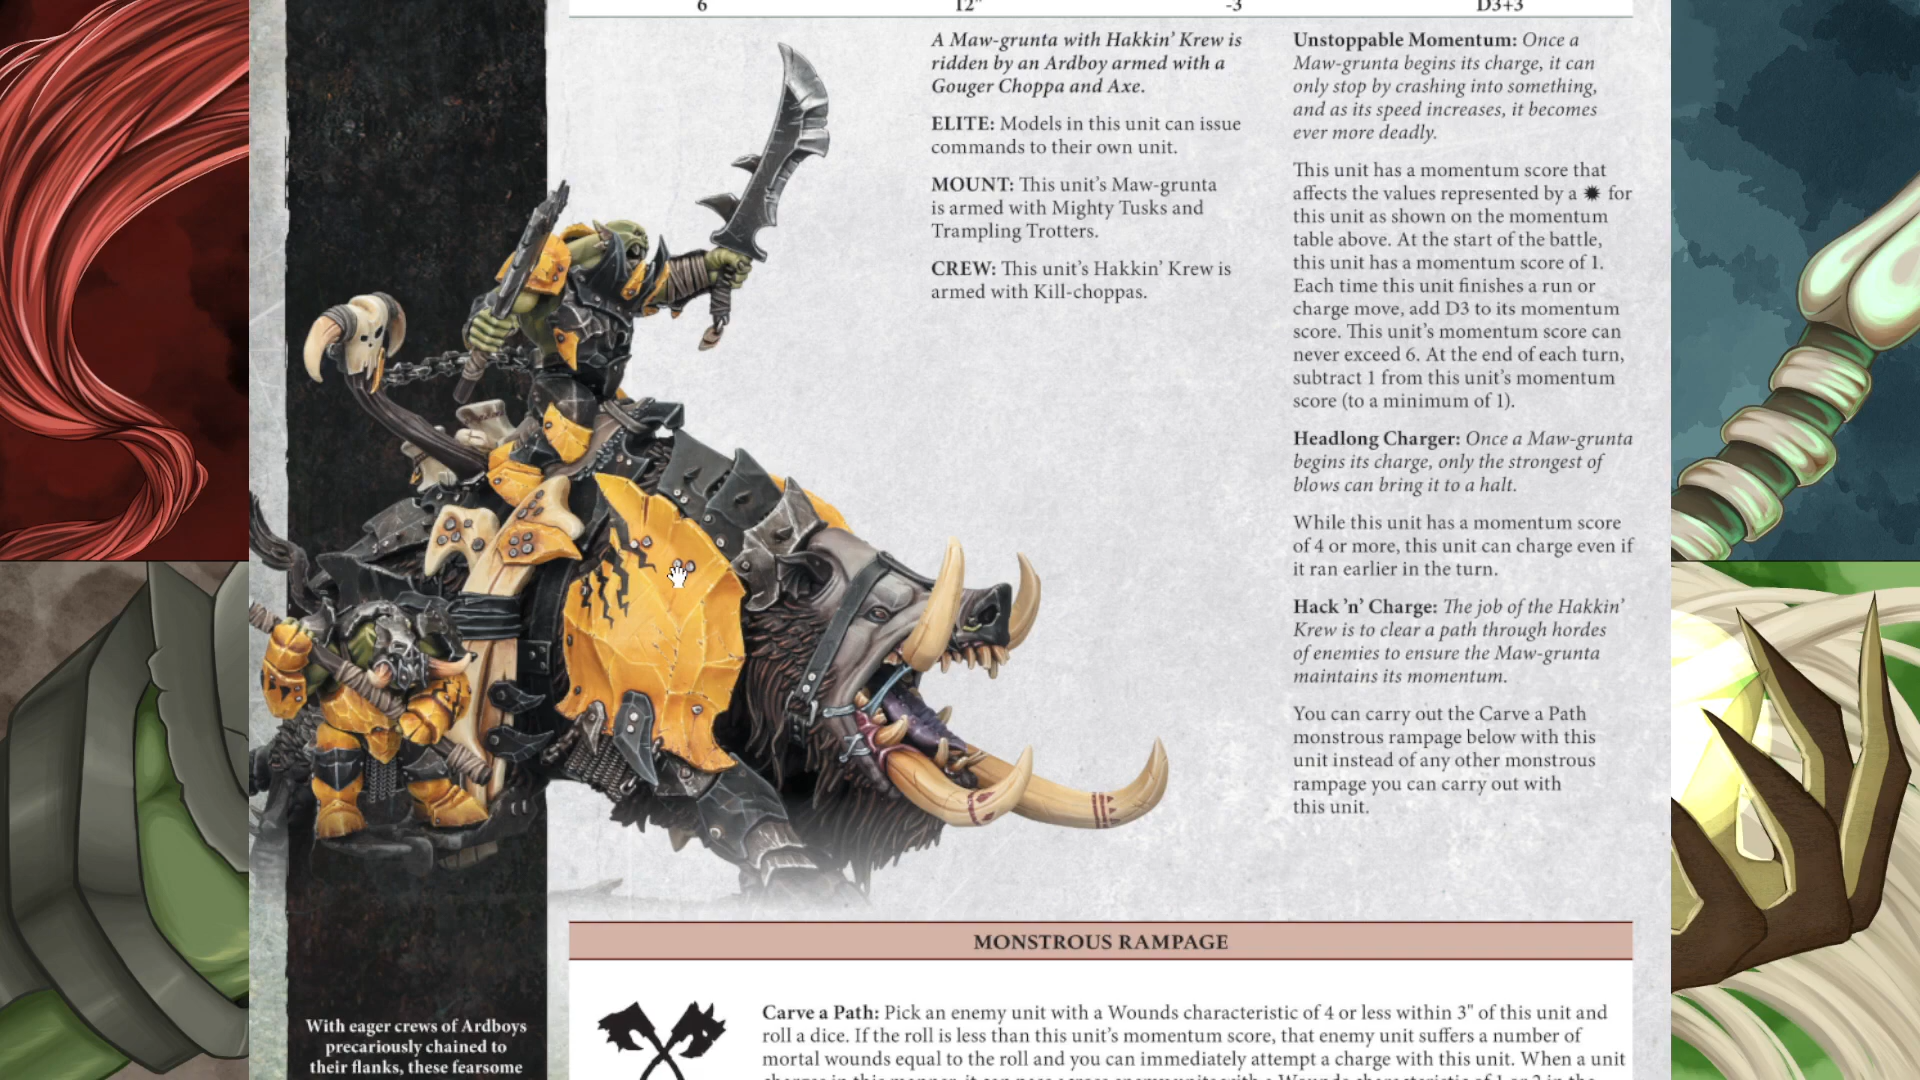 6 12" -3 D3+3
A Maw-grunta with Hakkin’ Krew is
ridden by an Ardboy armed with a
Gouger Choppa and Axe.
ELITE: Models in this unit can issue
commands to their own unit.
MOUNT: This unit’s Maw-grunta
is armed with Mighty Tusks and
Trampling Trotters.
CREW: This unit’s Hakkin’ Krew is
armed with Kill-choppas.
Unstoppable Momentum: Once a
Maw-grunta begins its charge, it can
only stop by crashing into something,
and as its speed increases, it becomes
ever more deadly.
This unit has a momentum score that
affects the values represented by a ✹ for
this unit as shown on the momentum
table above. At the start of the battle,
this unit has a momentum score of 1.
Each time this unit finishes a run or
charge move, add D3 to its momentum
score. This unit’s momentum score can
never exceed 6. At the end of each turn,
subtract 1 from this unit’s momentum
score (to a minimum of 1).
Headlong Charger: Once a Maw-grunta
begins its charge, only the strongest of
blows can bring it to a halt.
While this unit has a momentum score
of 4 or more, this unit can charge even if
it ran earlier in the turn.
Hack ’n’ Charge: The job of the Hakkin’
Krew is to clear a path through hordes
of enemies to ensure the Maw-grunta
maintains its momentum.
You can carry out the Carve a Path
monstrous rampage below with this
unit instead of any other monstrous
rampage you can carry out with
this unit.
MONSTROUS RAMPAGE
With eager crews of Ardboys
precariously chained to
their flanks, these fearsome
Carve a Path: Pick an enemy unit with a Wounds characteristic of 4 or less within 3" of this unit and
roll a dice. If the roll is less than this unit’s momentum score, that enemy unit suffers a number of
mortal wounds equal to the roll and you can immediately attempt a charge with this unit. When a unit